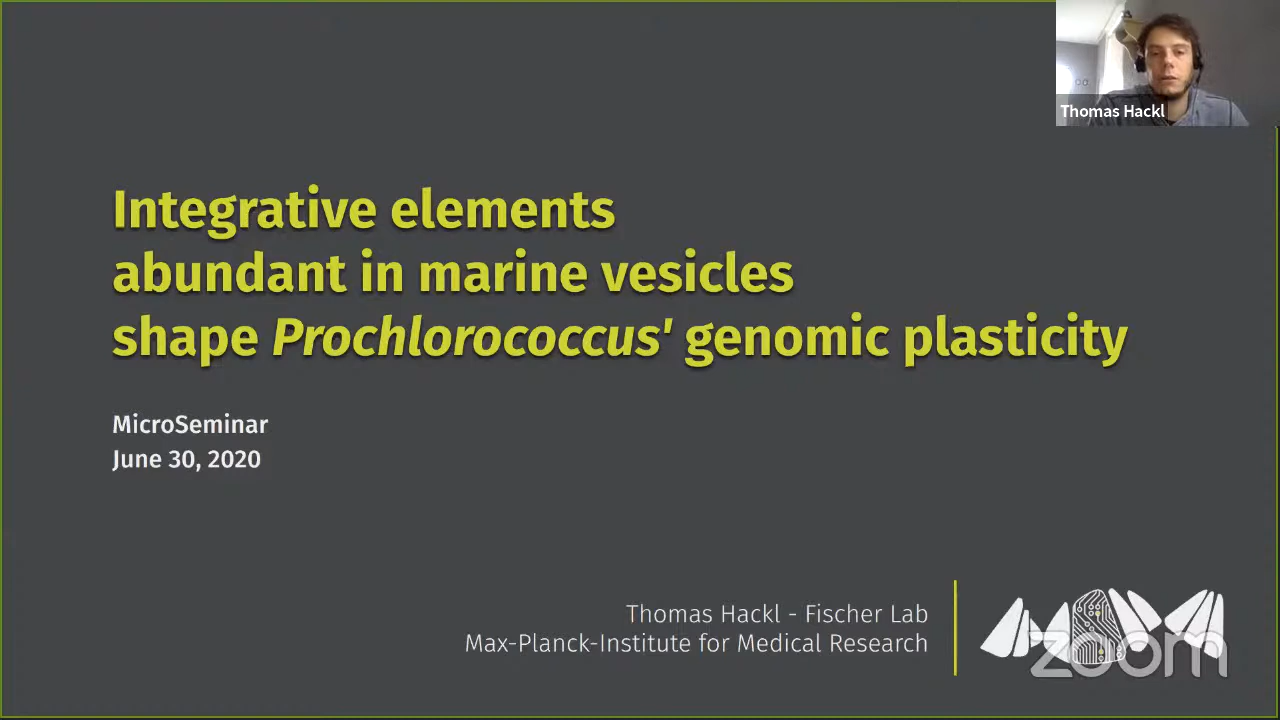 Thomas Hackl
Integrative elements
abundant in marine vesicles
shape Prochlorococcus' genomic plasticity
MicroSeminar
June 30, 2020
Thomas Hackl - Fischer Lab
Max-Planck-Institute for Medical Research
zoom